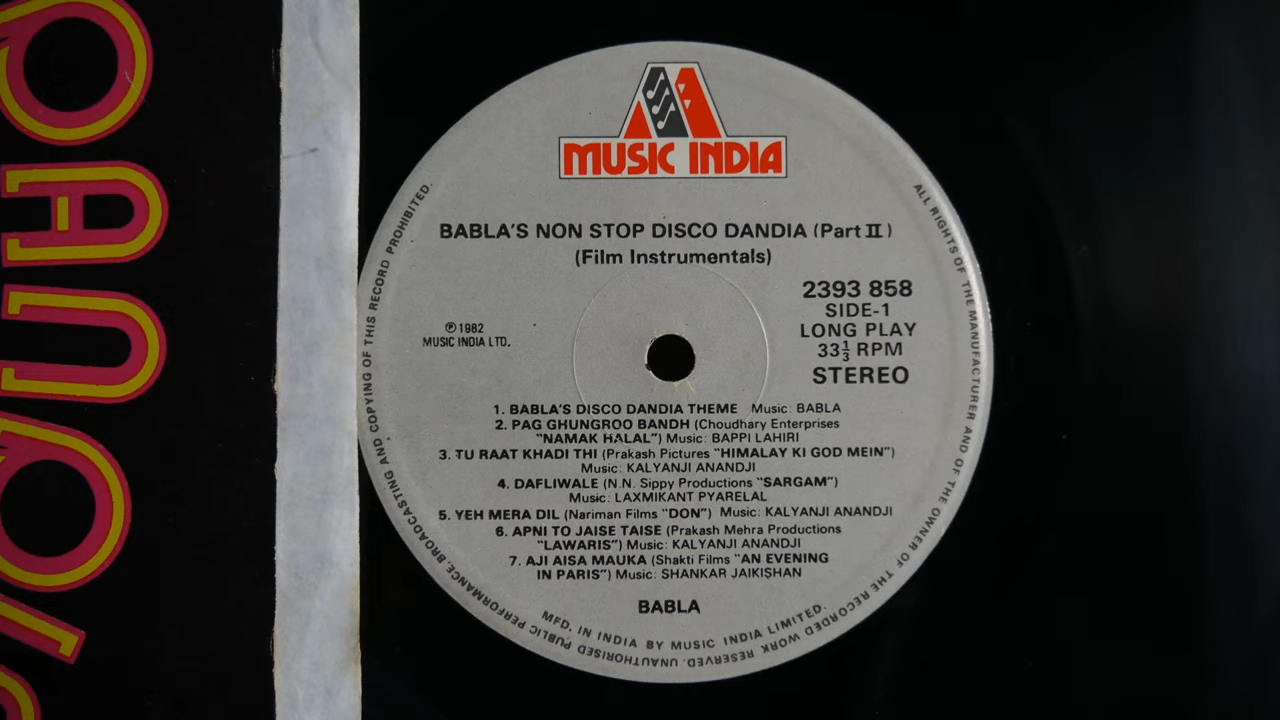 DANDIA
MUSIC INDIA
BABLA'S NON STOP DISCO DANDIA (Part II)
(Film Instrumentals)
2393 858
SIDE-1
LONG PLAY
33⅓ RPM
STEREO
℗1982
MUSIC INDIA LTD.
1. BABLA'S DISCO DANDIA THEME Music: BABLA
2. PAG GHUNGROO BANDH (Choudhary Enterprises
"NAMAK HALAL") Music: BAPPI LAHIRI
3. TU RAAT KHADI THI (Prakash Pictures "HIMALAY KI GOD MEIN")
Music: KALYANJI ANANDJI
4. DAFLIWALE (N.N. Sippy Productions "SARGAM")
Music: LAXMIKANT PYARELAL
5. YEH MERA DIL (Nariman Films "DON") Music: KALYANJI ANANDJI
6. APNI TO JAISE TAISE (Prakash Mehra Productions
"LAWARIS") Music: KALYANJI ANANDJI
7. AJI AISA MAUKA (Shakti Films "AN EVENING
IN PARIS") Music: SHANKAR JAIKISHAN
BABLA
MFD. IN INDIA BY MUSIC INDIA LIMITED.
ALL RIGHTS OF THE MANUFACTURER AND OF THE OWNER OF THE RECORDED WORK RESERVED. UNAUTHORISED PUBLIC PERFORMANCE, BROADCASTING AND COPYING OF THIS RECORD PROHIBITED.